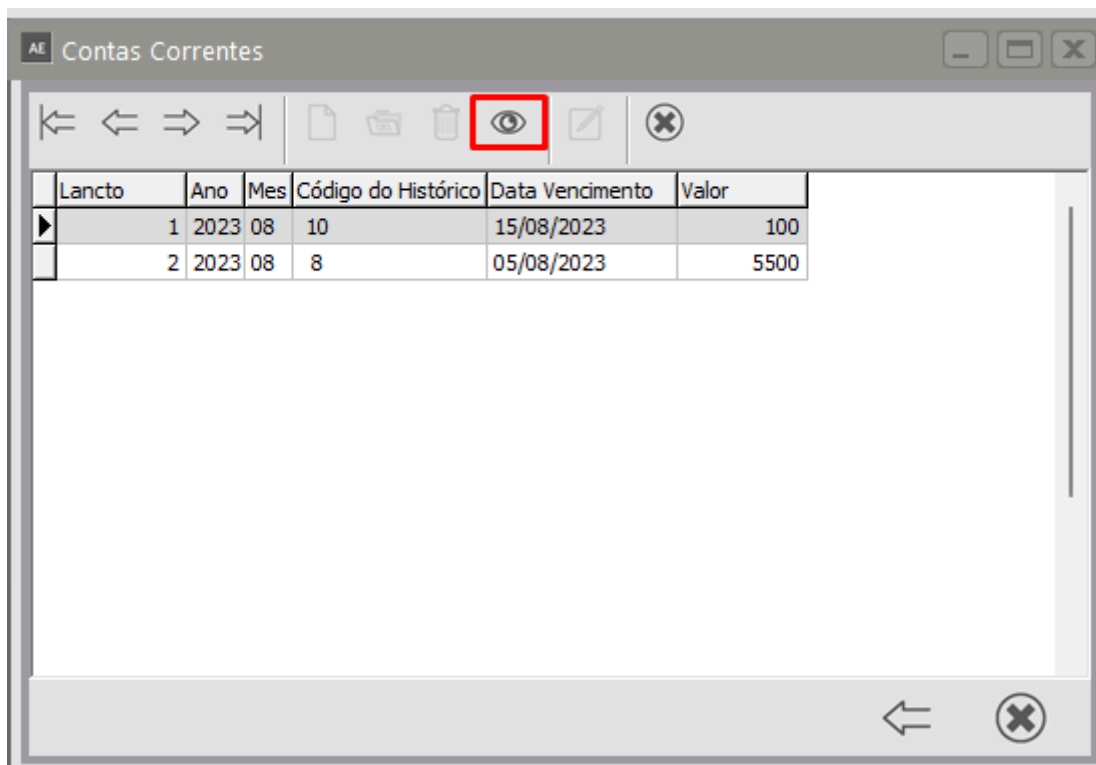 AE Contas Correntes
Lancto Ano Mes Código do Histórico Data Vencimento Valor
1 2023 08 10 15/08/2023 100
2 2023 08 8 05/08/2023 5500